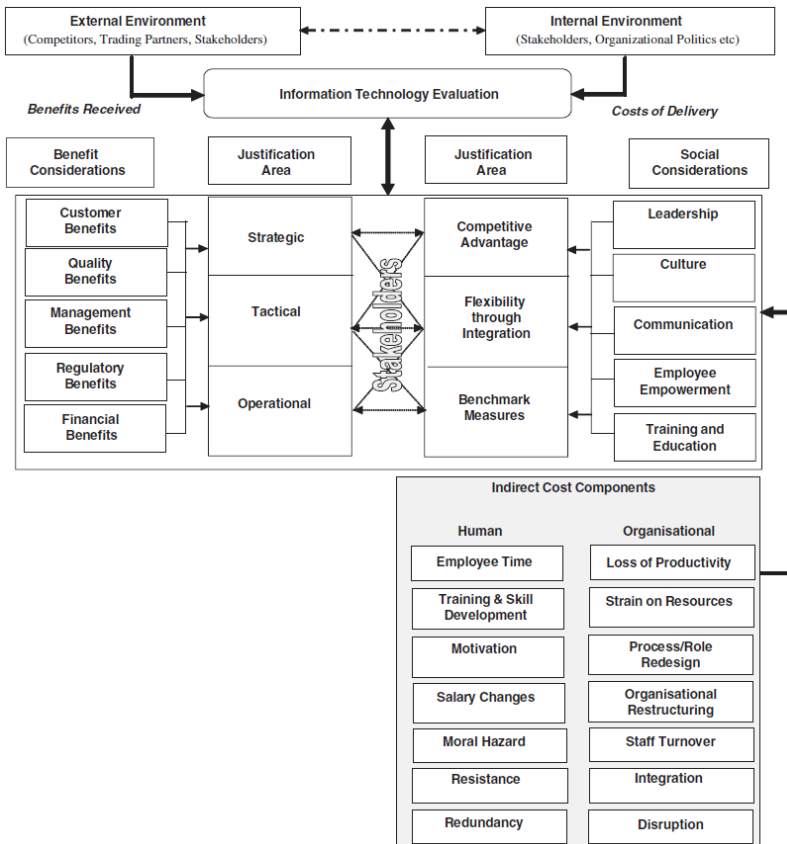 External Environment
(Competitors, Trading Partners, Stakeholders)
Internal Environment
(Stakeholders, Organizational Politics etc)
Information Technology Evaluation
Benefits Received
Costs of Delivery
Benefit
Considerations
Justification
Area
Justification
Area
Social
Considerations
Customer
Benefits
Quality
Benefits
Management
Benefits
Regulatory
Benefits
Financial
Benefits
Strategic
Tactical
Operational
Stakeholders
Competitive
Advantage
Flexibility
through
Integration
Benchmark
Measures
Leadership
Culture
Communication
Employee
Empowerment
Training and
Education
Indirect Cost Components
Human
Employee Time
Training & Skill
Development
Motivation
Salary Changes
Moral Hazard
Resistance
Redundancy
Organisational
Loss of Productivity
Strain on Resources
Process/Role
Redesign
Organisational
Restructuring
Staff Turnover
Integration
Disruption